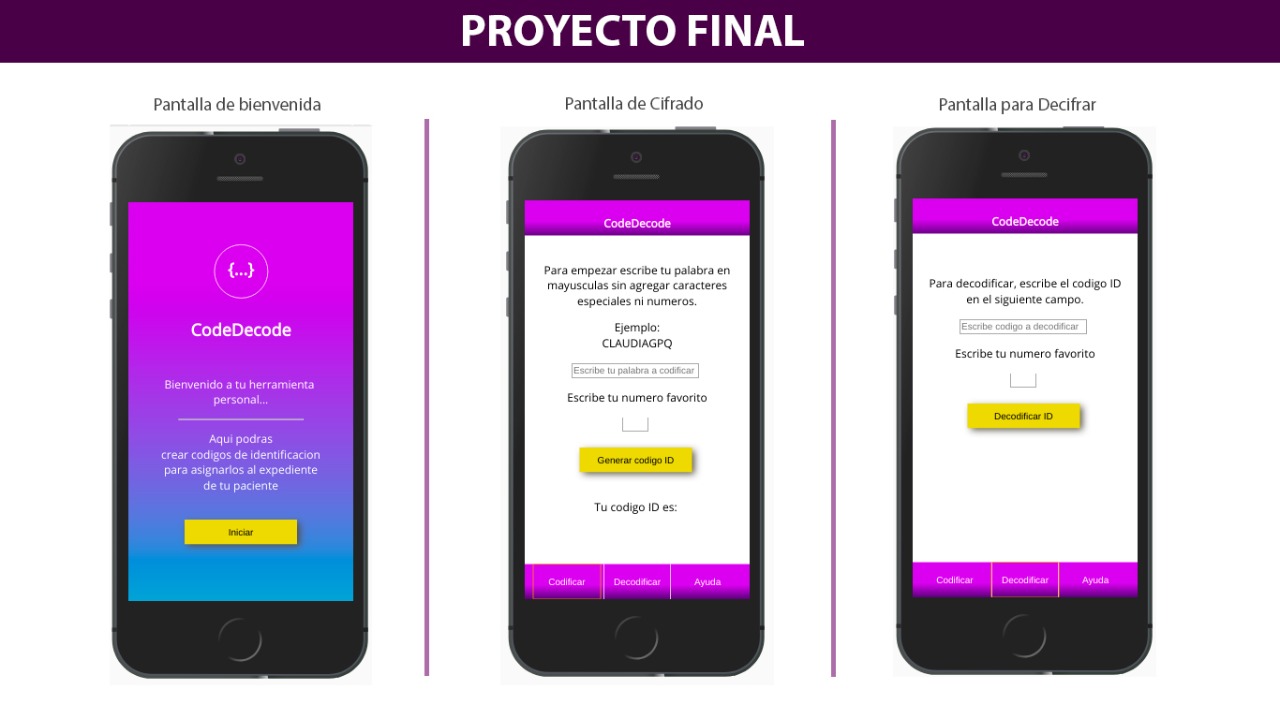 PROYECTO FINAL
Pantalla de bienvenida
{...}
CodeDecode
Bienvenido a tu herramienta
personal...
Aqui podras
crear codigos de identificacion
para asignarlos al expediente
de tu paciente
Iniciar
Pantalla de Cifrado
CodeDecode
Para empezar escribe tu palabra en
mayusculas sin agregar caracteres
especiales ni numeros.
Ejemplo:
CLAUDIAGPQ
Escribe tu palabra a codificar
Escribe tu numero favorito
Generar codigo ID
Tu codigo ID es:
Codificar
Decodificar
Ayuda
Pantalla para Decifrar
CodeDecode
Para decodificar, escribe el codigo ID
en el siguiente campo.
Escribe codigo a decodificar
Escribe tu numero favorito
Decodificar ID
Codificar
Decodificar
Ayuda